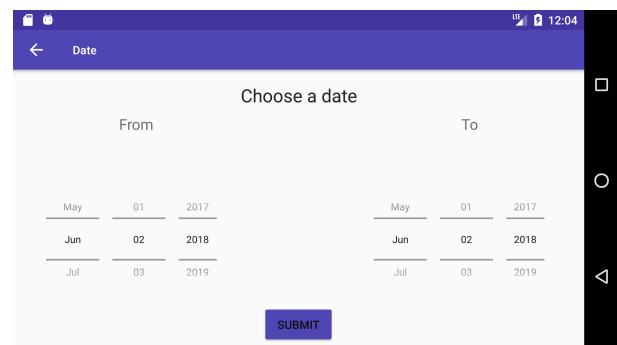 LTE 12:04
Date
Choose a date
From To
May 01 2017 May 01 2017
Jun 02 2018 Jun 02 2018
Jul 03 2019 Jul 03 2019
SUBMIT